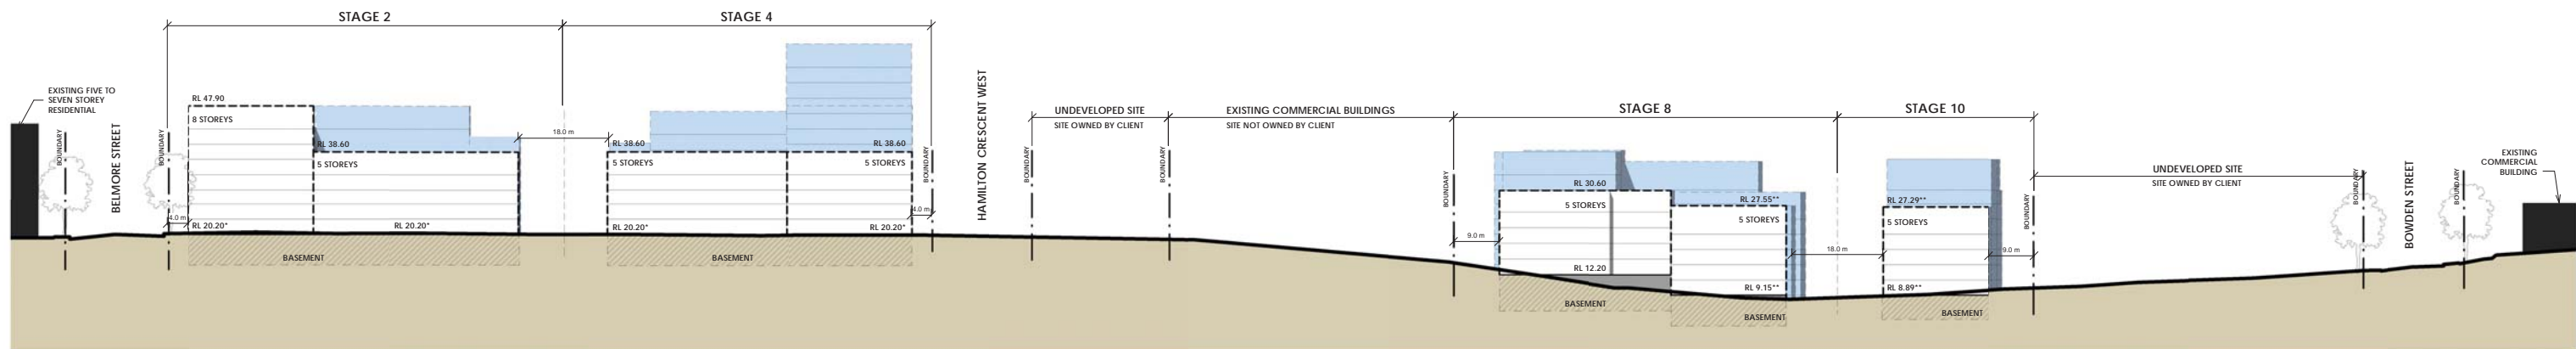 STAGE 2
STAGE 4
EXISTING FIVE TO
SEVEN STOREY
RESIDENTIAL
BOUNDARY
BELMORE STREET
BOUNDARY
4.0 m
RL 47.90
8 STOREYS
RL 38.60
5 STOREYS
RL 20.20*
RL 20.20*
BASEMENT
18.0 m
RL 38.60
5 STOREYS
RL 38.60
5 STOREYS
RL 20.20*
RL 20.20*
BASEMENT
4.0 m
BOUNDARY
HAMILTON CRESCENT WEST
BOUNDARY
UNDEVELOPED SITE
SITE OWNED BY CLIENT
BOUNDARY
EXISTING COMMERCIAL BUILDINGS
SITE NOT OWNED BY CLIENT
BOUNDARY
STAGE 8
STAGE 10
9.0 m
RL 30.60
5 STOREYS
RL 12.20
BASEMENT
RL 27.55**
5 STOREYS
RL 9.15**
BASEMENT
18.0 m
RL 27.29**
5 STOREYS
RL 8.89**
BASEMENT
9.0 m
BOUNDARY
UNDEVELOPED SITE
SITE OWNED BY CLIENT
BOUNDARY
BOWDEN STREET
BOUNDARY
EXISTING
COMMERCIAL
BUILDING